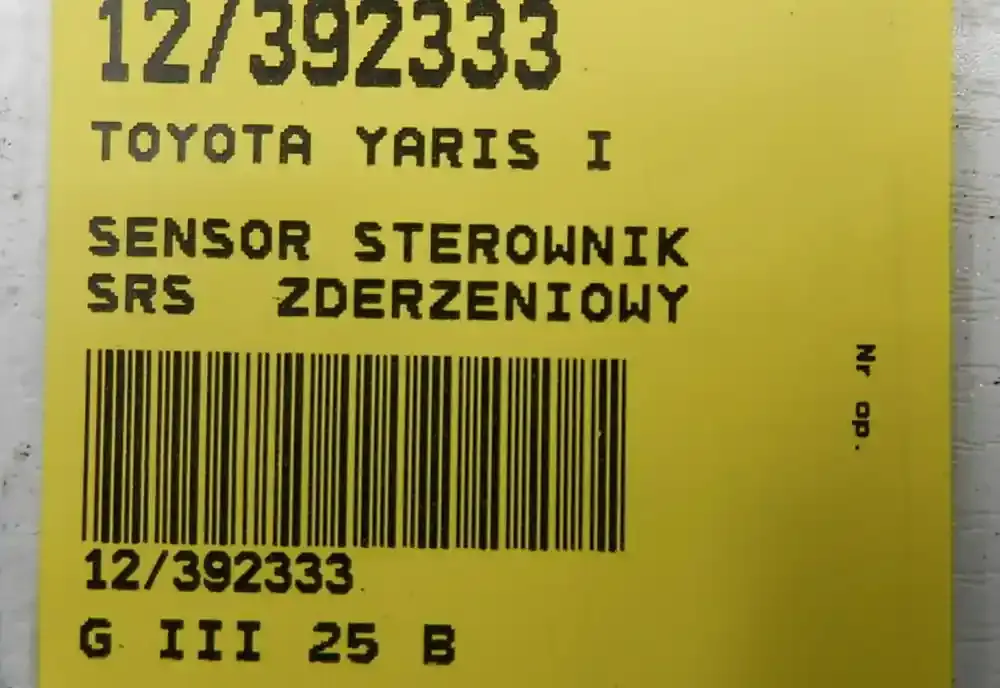 12/392333
TOYOTA YARIS I
SENSOR STEROWNIK
SRS ZDERZENIOWY
Nr op.
12/392333
G III 25 B